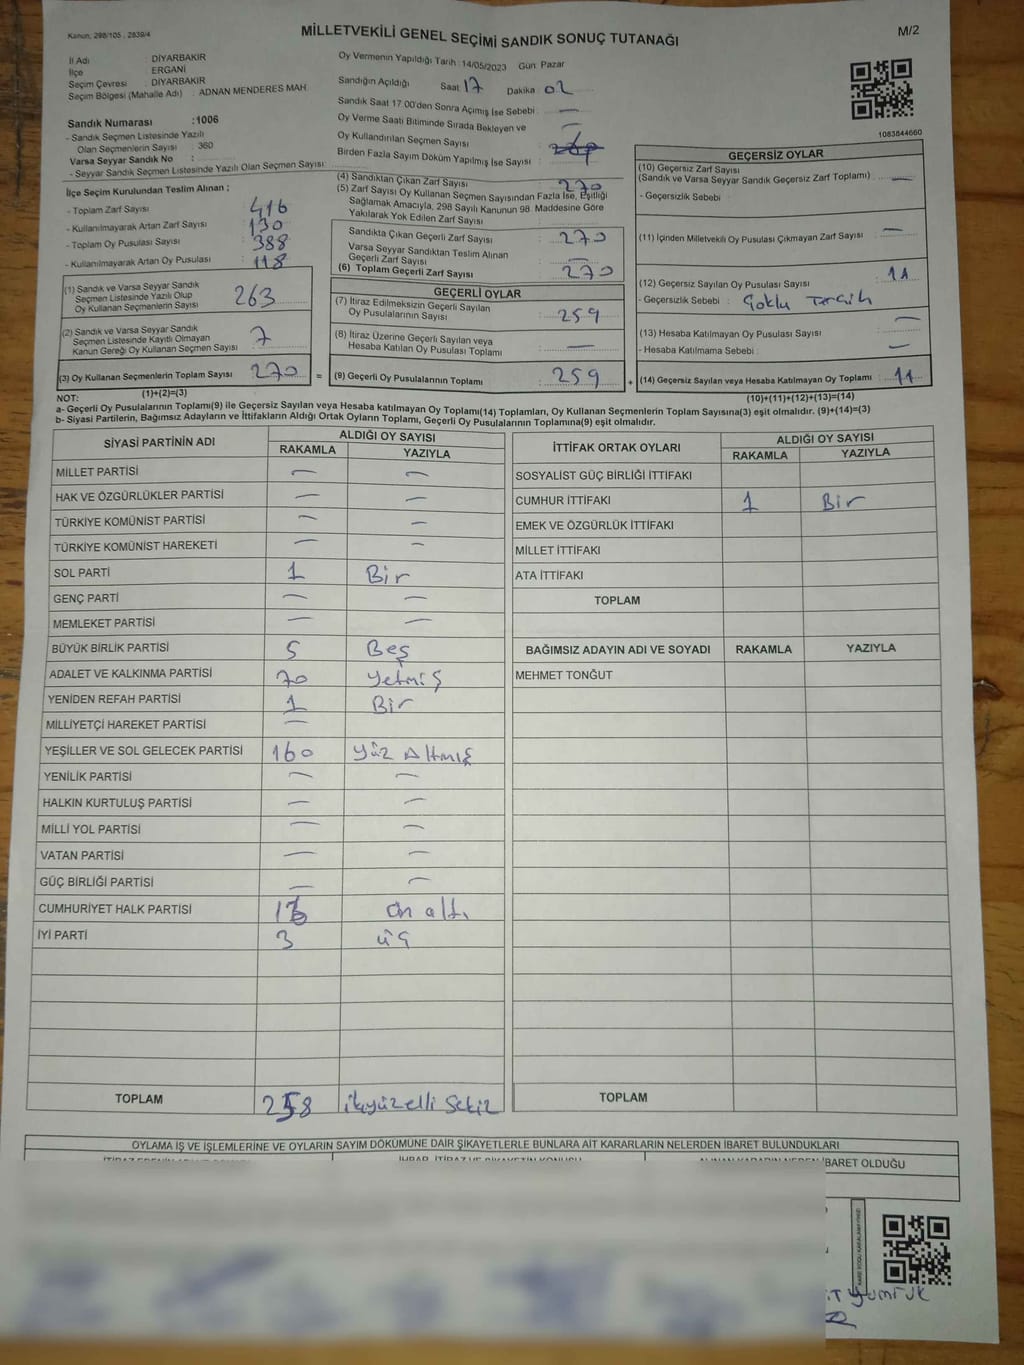 Kanun, 298/105 , 2839/4
MİLLETVEKİLİ GENEL SEÇİMİ SANDIK SONUÇ TUTANAĞI
M/2
İl Adı : DİYARBAKIR
İlçe : ERGANİ
Seçim Çevresi : DİYARBAKIR
Seçim Bölgesi (Mahalle Adı) : ADNAN MENDERES MAH.
Sandık Numarası :1006
- Sandık Seçmen Listesinde Yazılı
Olan Seçmenlerin Sayısı : 360
Varsa Seyyar Sandık No :
- Seyyar Sandık Seçmen Listesinde Yazılı Olan Seçmen Sayısı:
Oy Vermenin Yapıldığı Tarih :14/05/2023 Gün: Pazar
Sandığın Açıldığı Saat 17 Dakika 02
Sandık Saat 17.00'den Sonra Açımış İse Sebebi : —
Oy Verme Saati Bitiminde Sırada Bekleyen ve
Oy Kullandırılan Seçmen Sayısı : —
Birden Fazla Sayım Döküm Yapılmış İse Sayısı :
1083844660
İlçe Seçim Kurulundan Teslim Alınan ;
- Toplam Zarf Sayısı : 416
- Kullanılmayarak Artan Zarf Sayısı : 130
- Toplam Oy Pusulası Sayısı : 388
- Kullanılmayarak Artan Oy Pusulası : 118
(1) Sandık ve Varsa Seyyar Sandık
Seçmen Listesinde Yazılı Olup
Oy Kullanan Seçmenlerin Sayısı : 263
(2) Sandık ve Varsa Seyyar Sandık
Seçmen Listesinde Kayıtlı Olmayan
Kanun Gereği Oy Kullanan Seçmen Sayısı : 7
(3) Oy Kullanan Seçmenlerin Toplam Sayısı : 270
(1)+(2)=(3)
(4) Sandıktan Çıkan Zarf Sayısı : 270
(5) Zarf Sayısı Oy Kullanan Seçmen Sayısından Fazla İse, Eşitliği
Sağlamak Amacıyla, 298 Sayılı Kanunun 98. Maddesine Göre
Yakılarak Yok Edilen Zarf Sayısı :
Sandıkta Çıkan Geçerli Zarf Sayısı : 270
Varsa Seyyar Sandıktan Teslim Alınan
Geçerli Zarf Sayısı : —
(6) Toplam Geçerli Zarf Sayısı : 270
GEÇERLİ OYLAR
(7) İtiraz Edilmeksizin Geçerli Sayılan
Oy Pusulalarının Sayısı : 259
(8) İtiraz Üzerine Geçerli Sayılan veya
Hesaba Katılan Oy Pusulası Toplamı : —
= (9) Geçerli Oy Pusulalarının Toplamı : 259
GEÇERSİZ OYLAR
(10) Geçersiz Zarf Sayısı
(Sandık ve Varsa Seyyar Sandık Geçersiz Zarf Toplamı) : —
- Geçersizlik Sebebi :
(11) İçinden Milletvekili Oy Pusulası Çıkmayan Zarf Sayısı : —
(12) Geçersiz Sayılan Oy Pusulası Sayısı : 11
- Geçersizlik Sebebi : Çoklu Tercih
(13) Hesaba Katılmayan Oy Pusulası Sayısı : —
- Hesaba Katılmama Sebebi : —
+ (14) Geçersiz Sayılan veya Hesaba Katılmayan Oy Toplamı : 11
(10)+(11)+(12)+(13)=(14)
NOT:
a- Geçerli Oy Pusulalarının Toplamı(9) ile Geçersiz Sayılan veya Hesaba katılmayan Oy Toplamı(14) Toplamları, Oy Kullanan Seçmenlerin Toplam Sayısına(3) eşit olmalıdır. (9)+(14)=(3)
b- Siyasi Partilerin, Bağımsız Adayların ve İttifakların Aldığı Ortak Oyların Toplamı, Geçerli Oy Pusulalarının Toplamına(9) eşit olmalıdır.
SİYASİ PARTİNİN ADI ALDIĞI OY SAYISI
RAKAMLA YAZIYLA
MİLLET PARTİSİ — —
HAK VE ÖZGÜRLÜKLER PARTİSİ — —
TÜRKİYE KOMÜNİST PARTİSİ — —
TÜRKİYE KOMÜNİST HAREKETİ — —
SOL PARTİ 1 Bir
GENÇ PARTİ — —
MEMLEKET PARTİSİ — —
BÜYÜK BİRLİK PARTİSİ 5 Beş
ADALET VE KALKINMA PARTİSİ 70 Yetmiş
YENİDEN REFAH PARTİSİ 1 Bir
MİLLİYETÇİ HAREKET PARTİSİ —
YEŞİLLER VE SOL GELECEK PARTİSİ 160 Yüz Altmış
YENİLİK PARTİSİ — —
HALKIN KURTULUŞ PARTİSİ — —
MİLLİ YOL PARTİSİ — —
VATAN PARTİSİ — —
GÜÇ BİRLİĞİ PARTİSİ — —
CUMHURİYET HALK PARTİSİ 16 on altı
İYİ PARTİ 3 üç
TOPLAM 258 ikiyüzelli Sekiz
İTTİFAK ORTAK OYLARI ALDIĞI OY SAYISI
RAKAMLA YAZIYLA
SOSYALİST GÜÇ BİRLİĞİ İTTİFAKI
CUMHUR İTTİFAKI 1 Bir
EMEK VE ÖZGÜRLÜK İTTİFAKI
MİLLET İTTİFAKI
ATA İTTİFAKI
TOPLAM
BAĞIMSIZ ADAYIN ADI VE SOYADI RAKAMLA YAZIYLA
MEHMET TONĞUT
TOPLAM
OYLAMA İŞ VE İŞLEMLERİNE VE OYLARIN SAYIM DÖKÜMÜNE DAİR ŞİKAYETLERLE BUNLARA AİT KARARLARIN NELERDEN İBARET BULUNDUKLARI
İBARET OLDUĞU
Yumruk